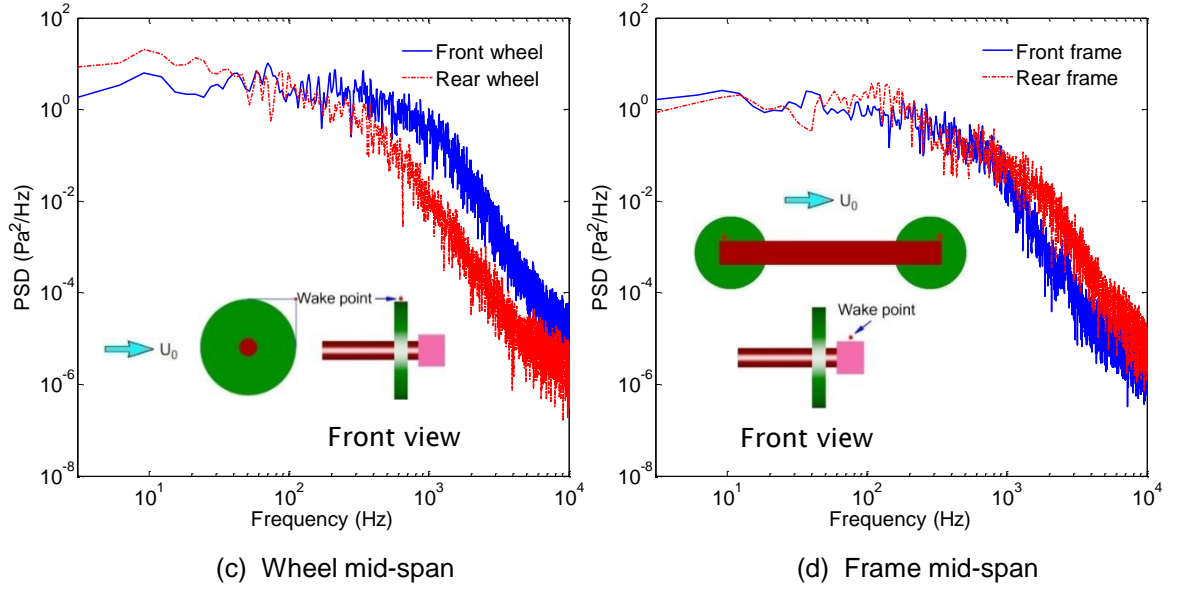 10^2
10^0
10^-2
10^-4
10^-6
10^-8
PSD (Pa^2/Hz)
Front wheel
Rear wheel
Wake point
U_0
Front view
10^1
10^2
10^3
10^4
Frequency (Hz)
(c) Wheel mid-span
10^2
10^0
10^-2
10^-4
10^-6
10^-8
PSD (Pa^2/Hz)
Front frame
Rear frame
U_0
Wake point
Front view
10^1
10^2
10^3
10^4
Frequency (Hz)
(d) Frame mid-span